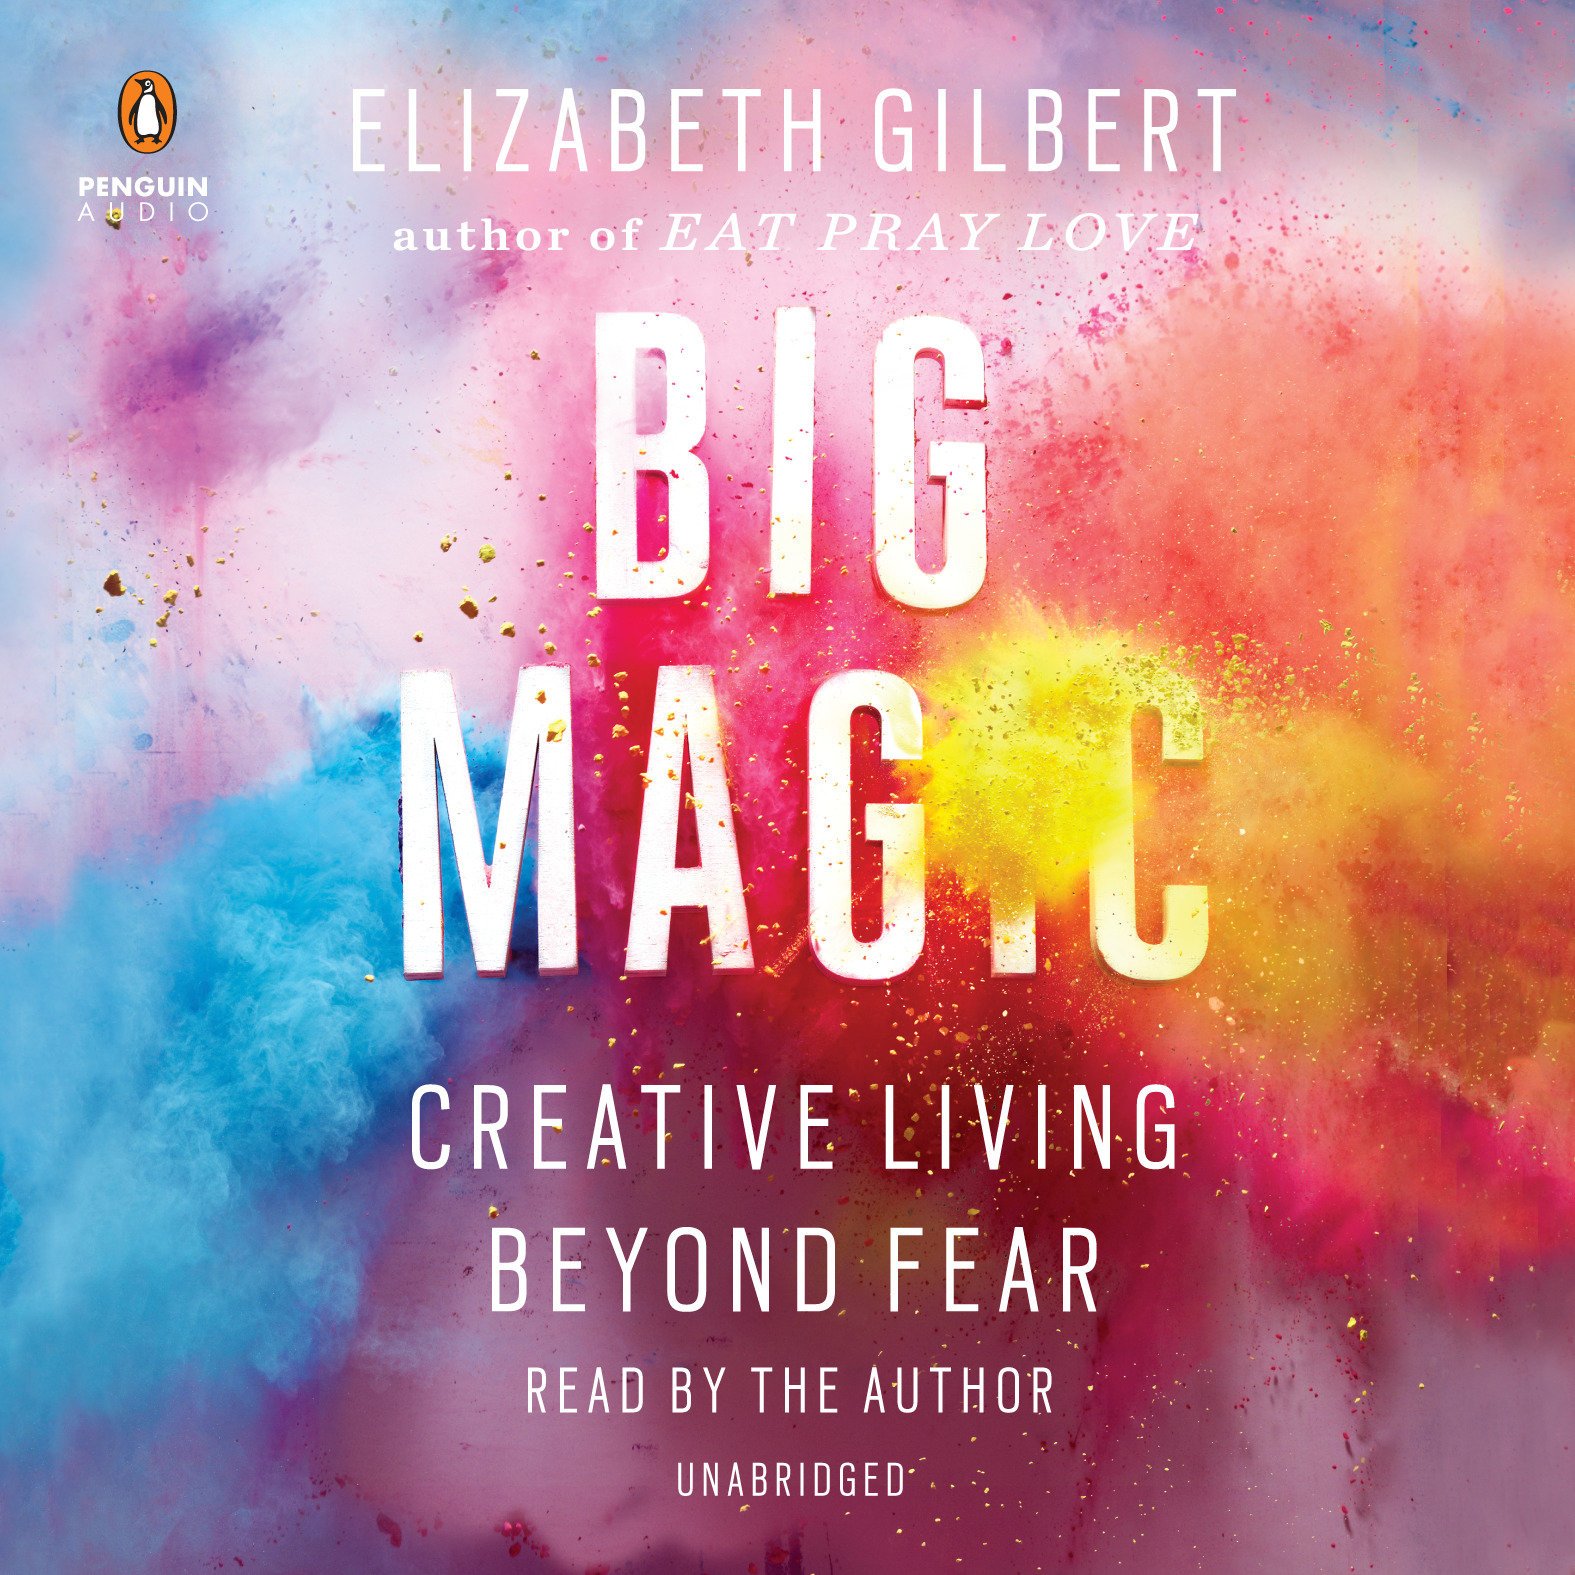 PENGUIN
AUDIO
ELIZABETH GILBERT
author of EAT PRAY LOVE
BIG
MAGIC
CREATIVE LIVING
BEYOND FEAR
READ BY THE AUTHOR
UNABRIDGED